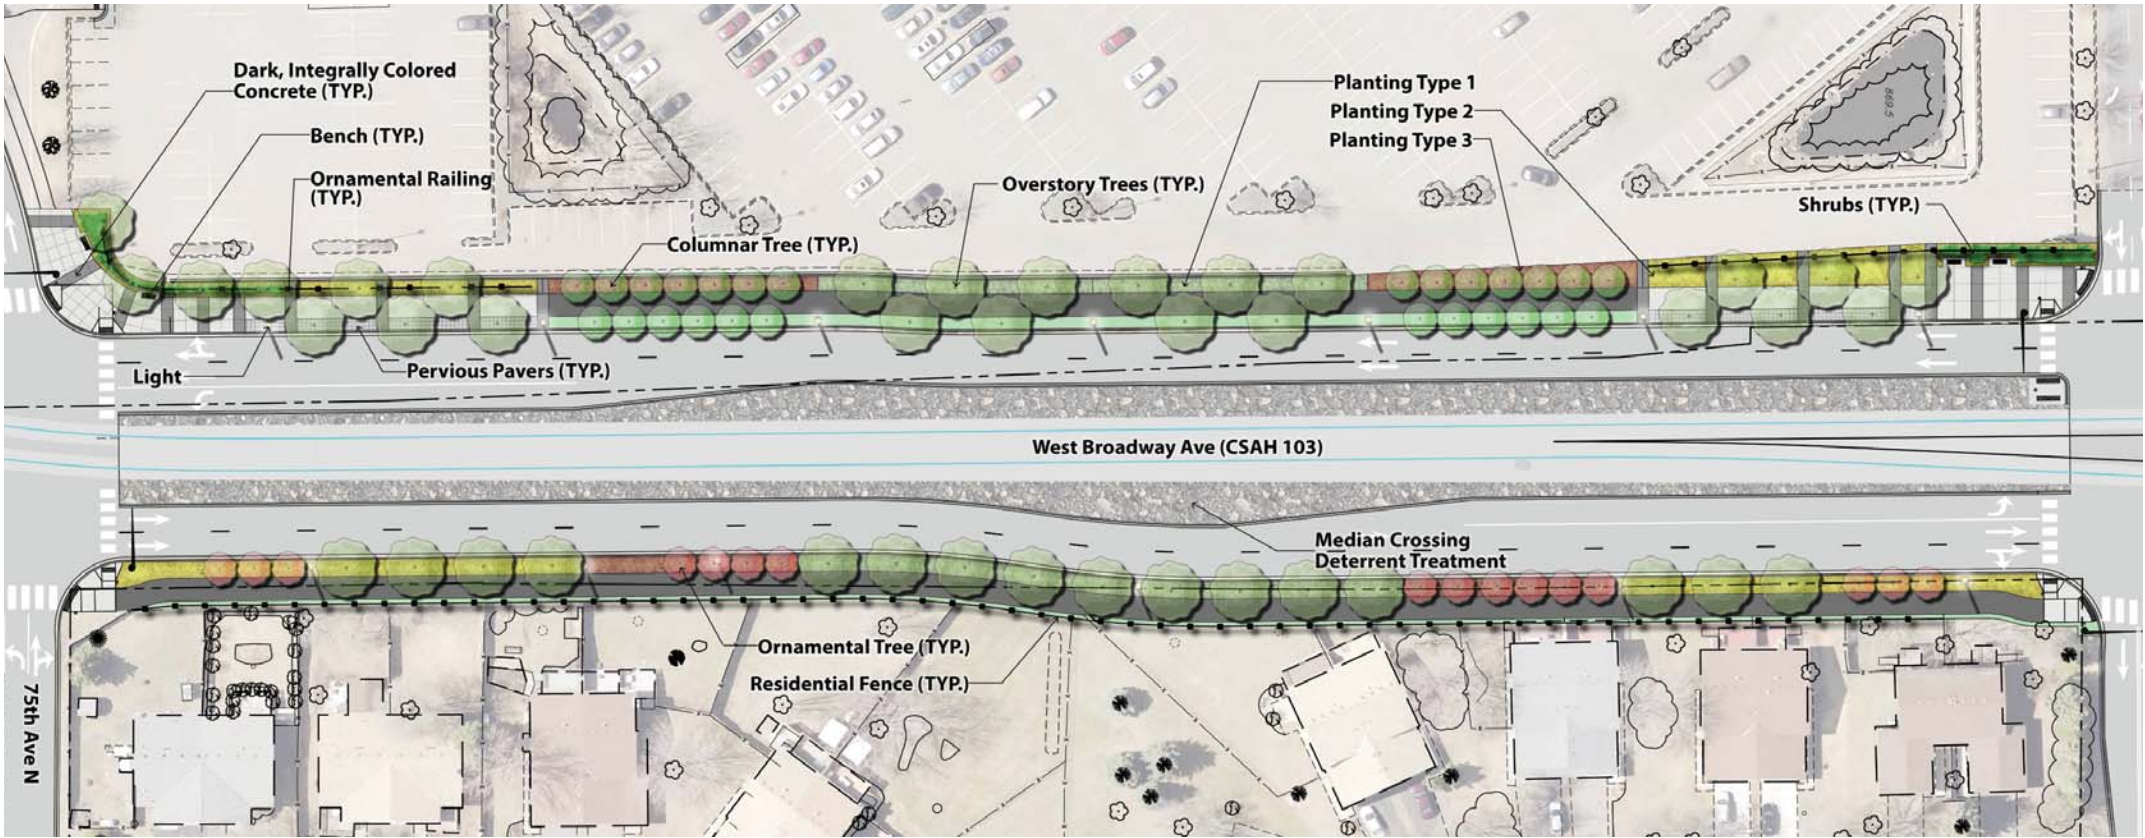 Dark, Integrally Colored
Concrete (TYP.)
Bench (TYP.)
Ornamental Railing
(TYP.)
Planting Type 1
Planting Type 2
Planting Type 3
Overstory Trees (TYP.)
Shrubs (TYP.)
Columnar Tree (TYP.)
869.5
Light
Pervious Pavers (TYP.)
West Broadway Ave (CSAH 103)
Median Crossing
Deterrent Treatment
Ornamental Tree (TYP.)
Residential Fence (TYP.)
75th Ave N